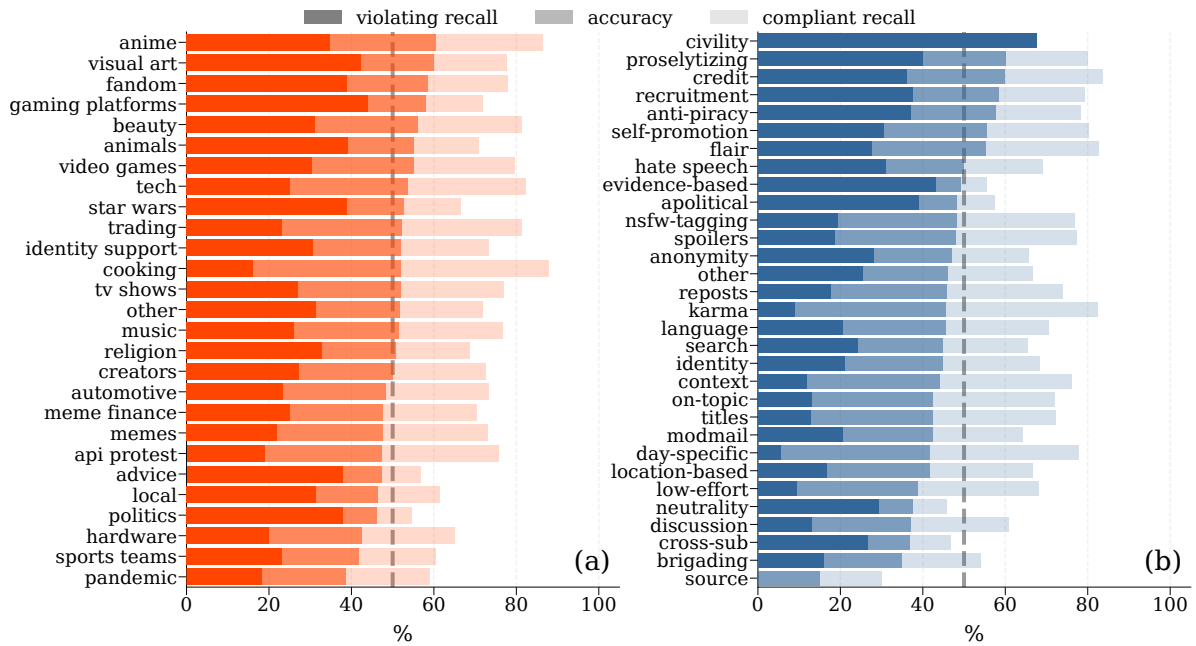 violating recall accuracy compliant recall
anime
visual art
fandom
gaming platforms
beauty
animals
video games
tech
star wars
trading
identity support
cooking
tv shows
other
music
religion
creators
automotive
meme finance
memes
api protest
advice
local
politics
hardware
sports teams
pandemic
(a)
0 20 40 60 80 100
%
civility
proselytizing
credit
recruitment
anti-piracy
self-promotion
flair
hate speech
evidence-based
apolitical
nsfw-tagging
spoilers
anonymity
other
reposts
karma
language
search
identity
context
on-topic
titles
modmail
day-specific
location-based
low-effort
neutrality
discussion
cross-sub
brigading
source
(b)
0 20 40 60 80 100
%